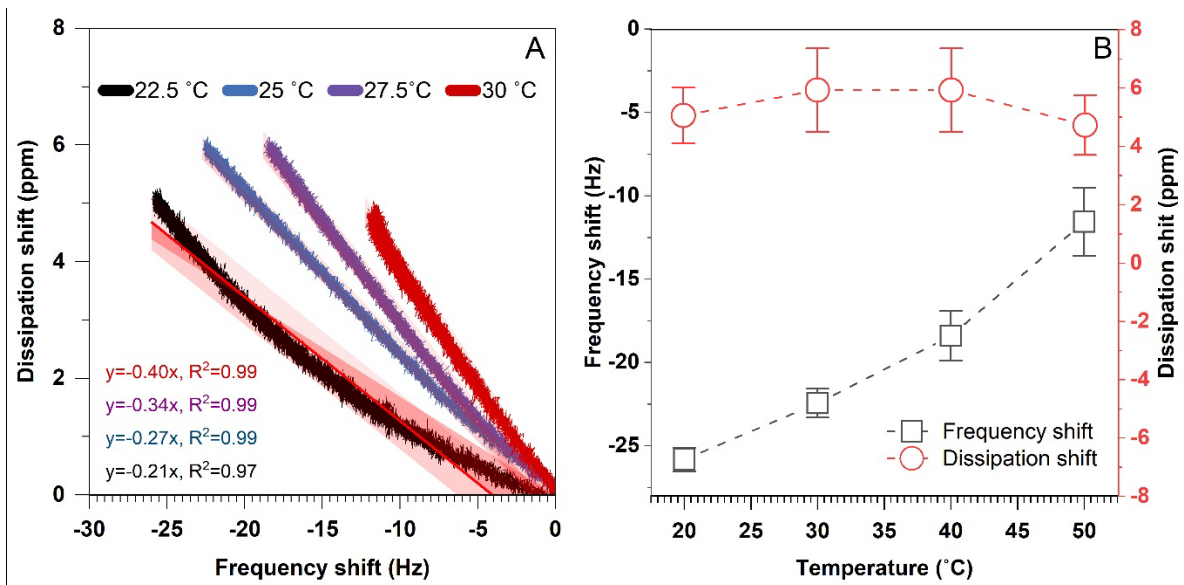 A
8
6
4
2
0
Dissipation shift (ppm)
22.5 ˚C
25 ˚C
27.5˚C
30 ˚C
y=-0.40x, R²=0.99
y=-0.34x, R²=0.99
y=-0.27x, R²=0.99
y=-0.21x, R²=0.97
-30 -25 -20 -15 -10 -5 0
Frequency shift (Hz)
B
0
-5
-10
-15
-20
-25
Frequency shift (Hz)
Frequency shift
Dissipation shift
8
6
4
2
0
-2
-4
-6
-8
Dissipation shit (ppm)
20 25 30 35 40 45 50
Temperature (˚C)